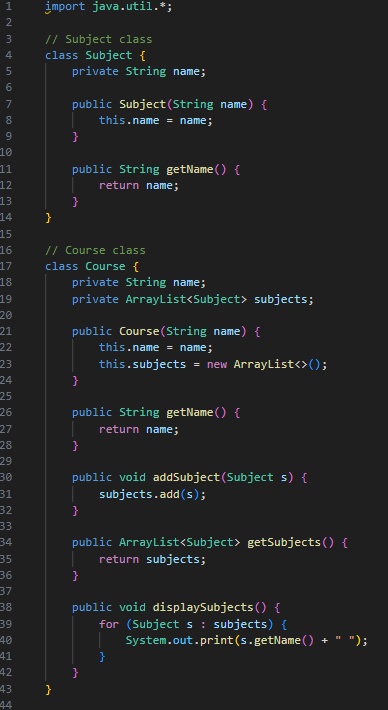 1 import java.util.*;
2
3 // Subject class
4 class Subject {
5 private String name;
6
7 public Subject(String name) {
8 this.name = name;
9 }
10
11 public String getName() {
12 return name;
13 }
14 }
15
16 // Course class
17 class Course {
18 private String name;
19 private ArrayList<Subject> subjects;
20
21 public Course(String name) {
22 this.name = name;
23 this.subjects = new ArrayList<>();
24 }
25
26 public String getName() {
27 return name;
28 }
29
30 public void addSubject(Subject s) {
31 subjects.add(s);
32 }
33
34 public ArrayList<Subject> getSubjects() {
35 return subjects;
36 }
37
38 public void displaySubjects() {
39 for (Subject s : subjects) {
40 System.out.print(s.getName() + " ");
41 }
42 }
43 }
44